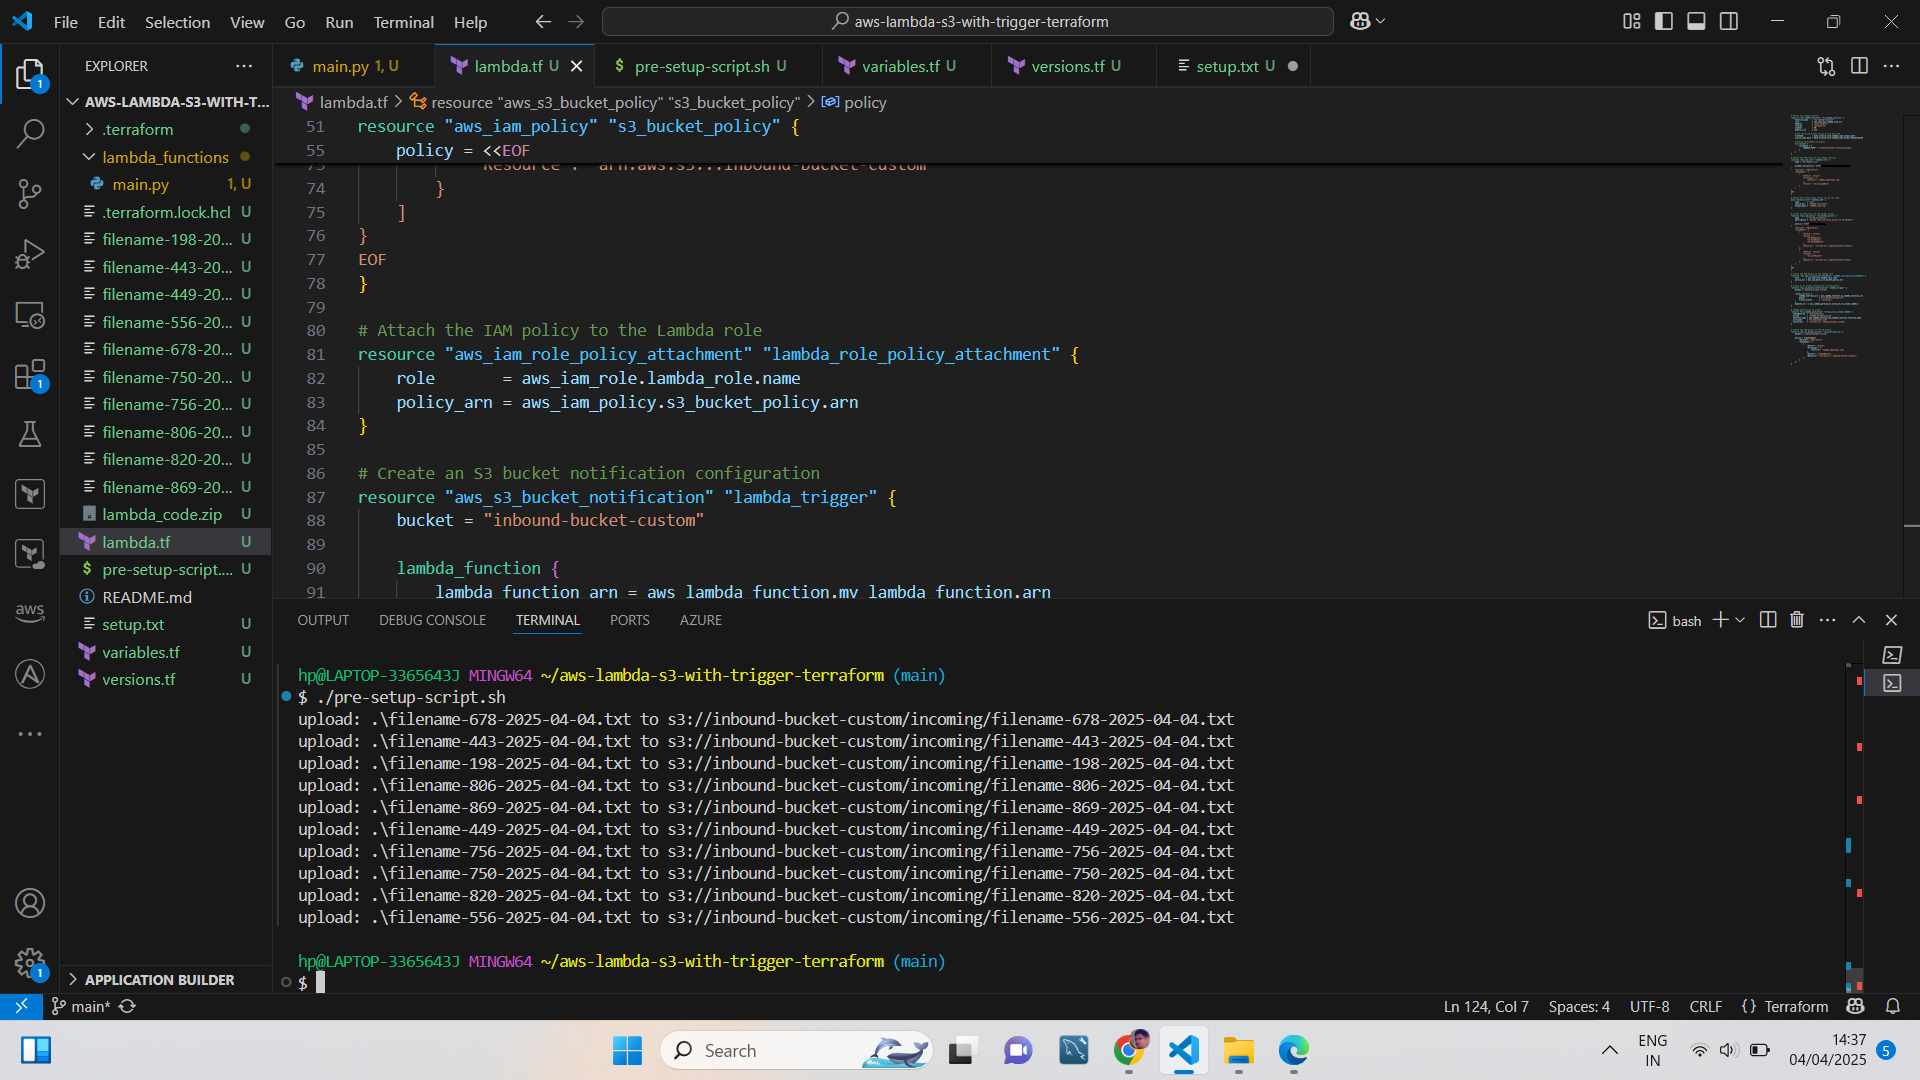 File Edit Selection View Go Run Terminal Help
aws-lambda-s3-with-trigger-terraform
EXPLORER
AWS-LAMBDA-S3-WITH-T...
.terraform
lambda_functions
main.py 1, U
.terraform.lock.hcl U
filename-198-20... U
filename-443-20... U
filename-449-20... U
filename-556-20... U
filename-678-20... U
filename-750-20... U
filename-756-20... U
filename-806-20... U
filename-820-20... U
filename-869-20... U
lambda_code.zip U
lambda.tf U
pre-setup-script.... U
README.md
setup.txt U
variables.tf U
versions.tf U
APPLICATION BUILDER
aws
1
1
1
main.py 1, U lambda.tf U pre-setup-script.sh U variables.tf U versions.tf U setup.txt U
lambda.tf > resource "aws_s3_bucket_policy" "s3_bucket_policy" > policy
51 resource "aws_iam_policy" "s3_bucket_policy" {
55 policy = <<EOF
74 }
75 ]
76 }
77 EOF
78 }
79
80 # Attach the IAM policy to the Lambda role
81 resource "aws_iam_role_policy_attachment" "lambda_role_policy_attachment" {
82 role = aws_iam_role.lambda_role.name
83 policy_arn = aws_iam_policy.s3_bucket_policy.arn
84 }
85
86 # Create an S3 bucket notification configuration
87 resource "aws_s3_bucket_notification" "lambda_trigger" {
88 bucket = "inbound-bucket-custom"
89
90 lambda_function {
91 lambda_function_arn = aws_lambda_function.my_lambda_function.arn
OUTPUT DEBUG CONSOLE TERMINAL PORTS AZURE
bash
hp@LAPTOP-3365643J MINGW64 ~/aws-lambda-s3-with-trigger-terraform (main)
$ ./pre-setup-script.sh
upload: .\filename-678-2025-04-04.txt to s3://inbound-bucket-custom/incoming/filename-678-2025-04-04.txt
upload: .\filename-443-2025-04-04.txt to s3://inbound-bucket-custom/incoming/filename-443-2025-04-04.txt
upload: .\filename-198-2025-04-04.txt to s3://inbound-bucket-custom/incoming/filename-198-2025-04-04.txt
upload: .\filename-806-2025-04-04.txt to s3://inbound-bucket-custom/incoming/filename-806-2025-04-04.txt
upload: .\filename-869-2025-04-04.txt to s3://inbound-bucket-custom/incoming/filename-869-2025-04-04.txt
upload: .\filename-449-2025-04-04.txt to s3://inbound-bucket-custom/incoming/filename-449-2025-04-04.txt
upload: .\filename-756-2025-04-04.txt to s3://inbound-bucket-custom/incoming/filename-756-2025-04-04.txt
upload: .\filename-750-2025-04-04.txt to s3://inbound-bucket-custom/incoming/filename-750-2025-04-04.txt
upload: .\filename-820-2025-04-04.txt to s3://inbound-bucket-custom/incoming/filename-820-2025-04-04.txt
upload: .\filename-556-2025-04-04.txt to s3://inbound-bucket-custom/incoming/filename-556-2025-04-04.txt
hp@LAPTOP-3365643J MINGW64 ~/aws-lambda-s3-with-trigger-terraform (main)
$
main* Ln 124, Col 7 Spaces: 4 UTF-8 CRLF {} Terraform
Search
ENG
IN
14:37
04/04/2025
5